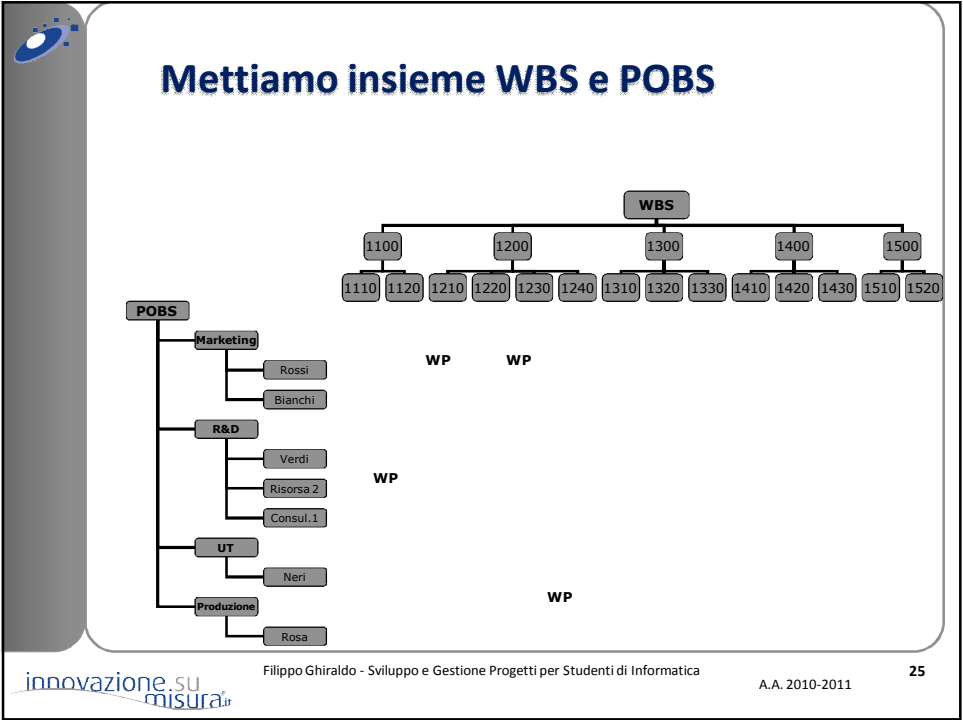 Mettiamo insieme WBS e POBS
WBS
1100 1200 1300 1400 1500
1110 1120 1210 1220 1230 1240 1310 1320 1330 1410 1420 1430 1510 1520
POBS
Marketing
WP WP
Rossi
Bianchi
R&D
Verdi
WP
Risorsa 2
Consul.1
UT
Neri
WP
Produzione
Rosa
Filippo Ghiraldo - Sviluppo e Gestione Progetti per Studenti di Informatica
A.A. 2010-2011
25
innovazione.su
misura.it